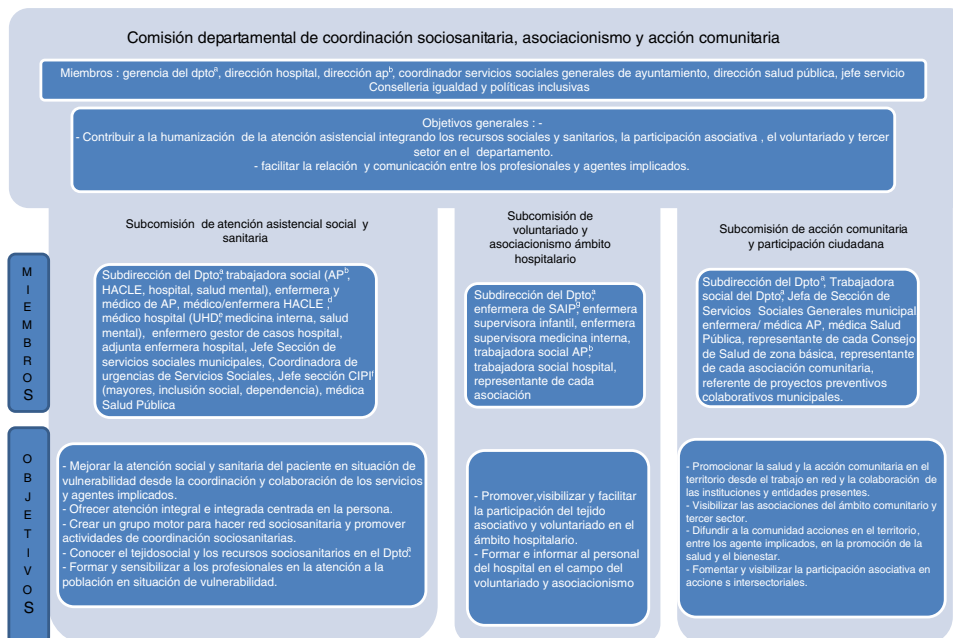 Comisión departamental de coordinación sociosanitaria, asociacionismo y acción comunitaria
Miembros : gerencia del dptoª, dirección hospital, dirección apᵇ, coordinador servicios sociales generales de ayuntamiento, dirección salud pública, jefe servicio
Conselleria igualdad y políticas inclusivas
Objetivos generales : -
- Contribuir a la humanización de la atención asistencial integrando los recursos sociales y sanitarios, la participación asociativa , el voluntariado y tercer
setor en el departamento.
- facilitar la relación y comunicación entre los profesionales y agentes implicados.
Subcomisión de atención asistencial social y
sanitaria
Subcomisión de
voluntariado y
asociacionismo ámbito
hospitalario
Subcomisión de acción comunitaria
y participación ciudadana
MIEMBROS
Subdirección del Dpto,ª trabajadora social (APᵇ,
HACLE, hospital, salud mental), enfermera y
médico de AP, médico/enfermera HACLE ,ᵈ
médico hospital (UHD,ᵉ medicina interna, salud
mental), enfermero gestor de casos hospital,
adjunta enfermera hospital, Jefe Sección de
servicios sociales municipales, Coordinadora de
urgencias de Servicios Sociales, Jefe sección CIPIᶠ
(mayores, inclusión social, dependencia), médica
Salud Pública
Subdirección del Dpto,ª
enfermera de SAIP,ᵍ enfermera
supervisora infantil, enfermera
supervisora medicina interna,
trabajadora social AP,ᵇ
trabajadora social hospital,
representante de cada
asociación
Subdirección del Dptoª, Trabajadora
social del Dpto,ª Jefa de Sección de
Servicios Sociales Generales municipal
enfermera/ médica AP, médica Salud
Pública, representante de cada Consejo
de Salud de zona básica, representante
de cada asociación comunitaria,
referente de proyectos preventivos
colaborativos municipales.
OBJETIVOS
- Mejorar la atención social y sanitaria del paciente en situación de
vulnerabilidad desde la coordinación y colaboración de los servicios
y agentes implicados.
- Ofrecer atención integral e integrada centrada en la persona.
- Crear un grupo motor para hacer red sociosanitaria y promover
actividades de coordinación sociosanitarias.
- Conocer el tejidosocial y los recursos sociosanitarios en el Dpto.ª
- Formar y sensibilizar a los profesionales en la atención a la
población en situación de vulnerabilidad.
- Promover,visibilizar y facilitar
la participación del tejido
asociativo y voluntariado en el
ámbito hospitalario.
- Formar e informar al personal
del hospital en el campo del
voluntariado y asociacionismo
- Promocionar la salud y la acción comunitaria en el
territorio desde el trabajo en red y la colaboración de
las instituciones y entidades presentes.
- Visibilizar las asociaciones del ámbito comunitario y
tercer sector.
- Difundir a la comunidad acciones en el territorio,
entre los agente implicados, en la promoción de la
salud y el bienestar.
- Fomentar y visibilizar la participación asociativa en
accione s intersectoriales.